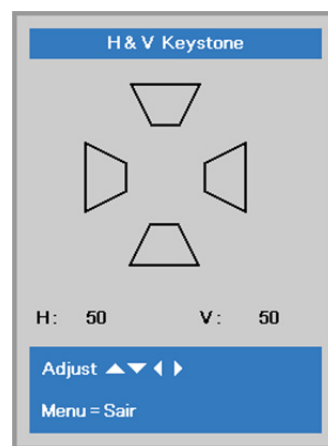 H & V Keystone
H: 50 V: 50
Adjust ▲▼◀▶
Menu = Sair